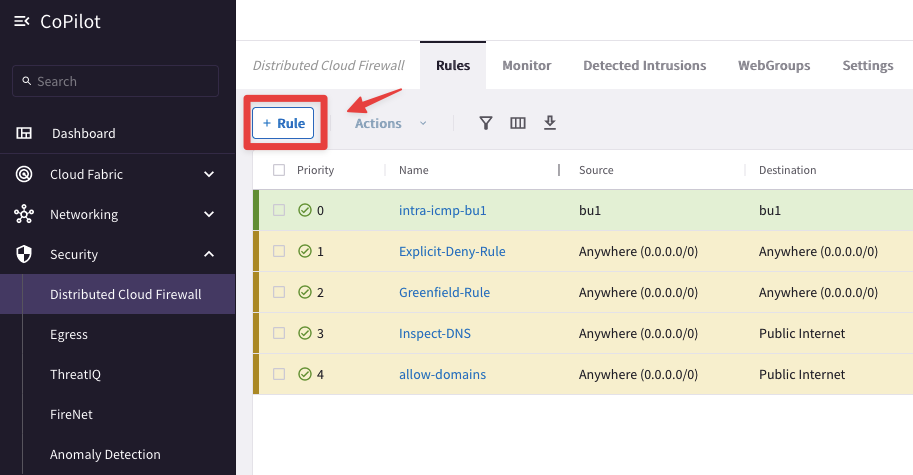 CoPilot
Search
Dashboard
Cloud Fabric
Networking
Security
Distributed Cloud Firewall
Egress
ThreatIQ
FireNet
Anomaly Detection
Distributed Cloud Firewall Rules Monitor Detected Intrusions WebGroups Settings
+ Rule Actions
Priority Name Source Destination
0 intra-icmp-bu1 bu1 bu1
1 Explicit-Deny-Rule Anywhere (0.0.0.0/0) Anywhere (0.0.0.0/0)
2 Greenfield-Rule Anywhere (0.0.0.0/0) Anywhere (0.0.0.0/0)
3 Inspect-DNS Anywhere (0.0.0.0/0) Public Internet
4 allow-domains Anywhere (0.0.0.0/0) Public Internet